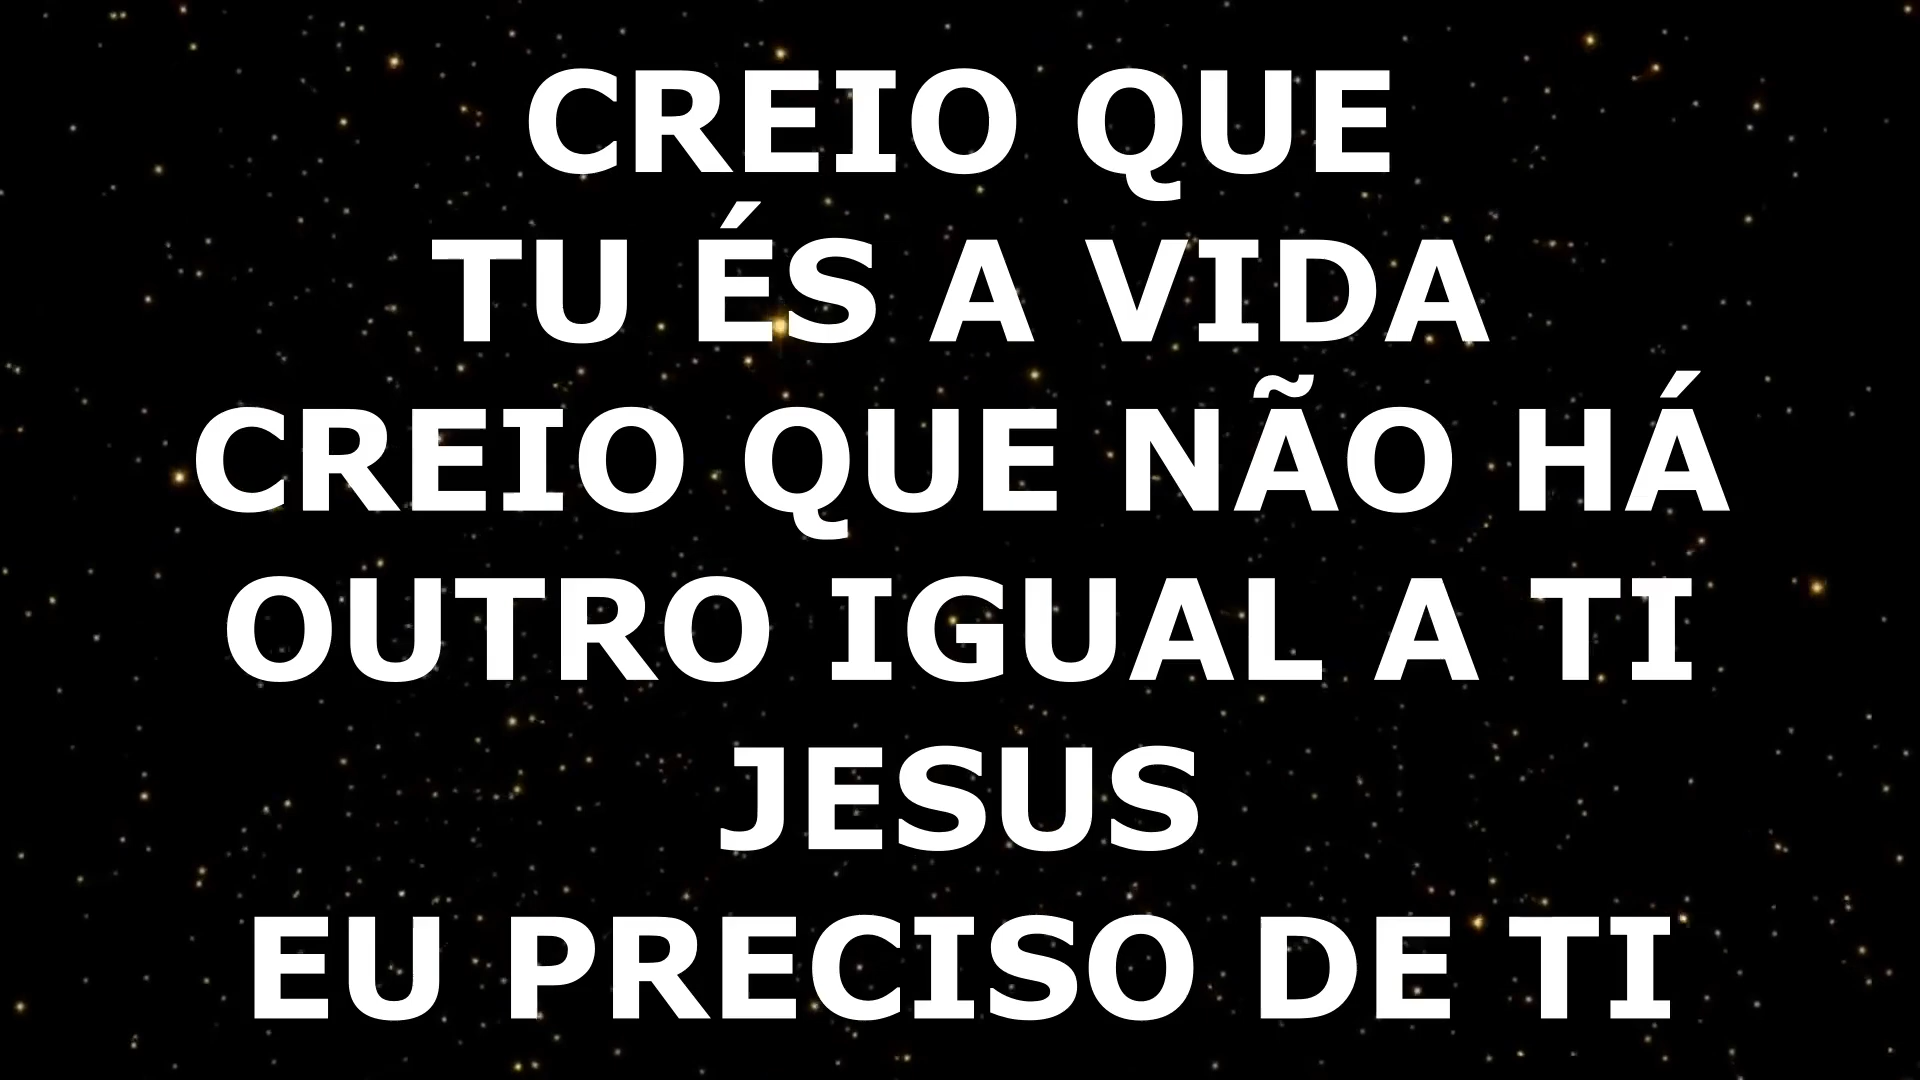 CREIO QUE
TU ÉS A VIDA
CREIO QUE NÃO HÁ
OUTRO IGUAL A TI
JESUS
EU PRECISO DE TI